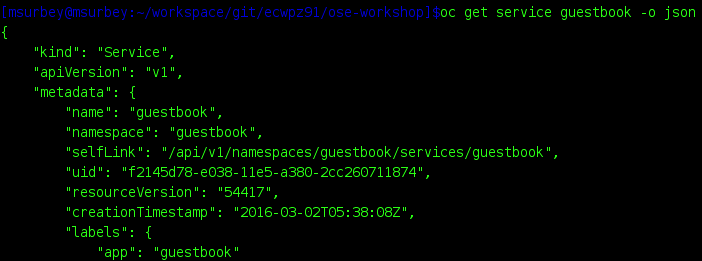 [msurbey@msurbey:~/workspace/git/ecwpz91/ose-workshop]$oc get service guestbook -o json
{
    "kind": "Service",
    "apiVersion": "v1",
    "metadata": {
        "name": "guestbook",
        "namespace": "guestbook",
        "selfLink": "/api/v1/namespaces/guestbook/services/guestbook",
        "uid": "f2145d78-e038-11e5-a380-2cc260711874",
        "resourceVersion": "54417",
        "creationTimestamp": "2016-03-02T05:38:08Z",
        "labels": {
            "app": "guestbook"